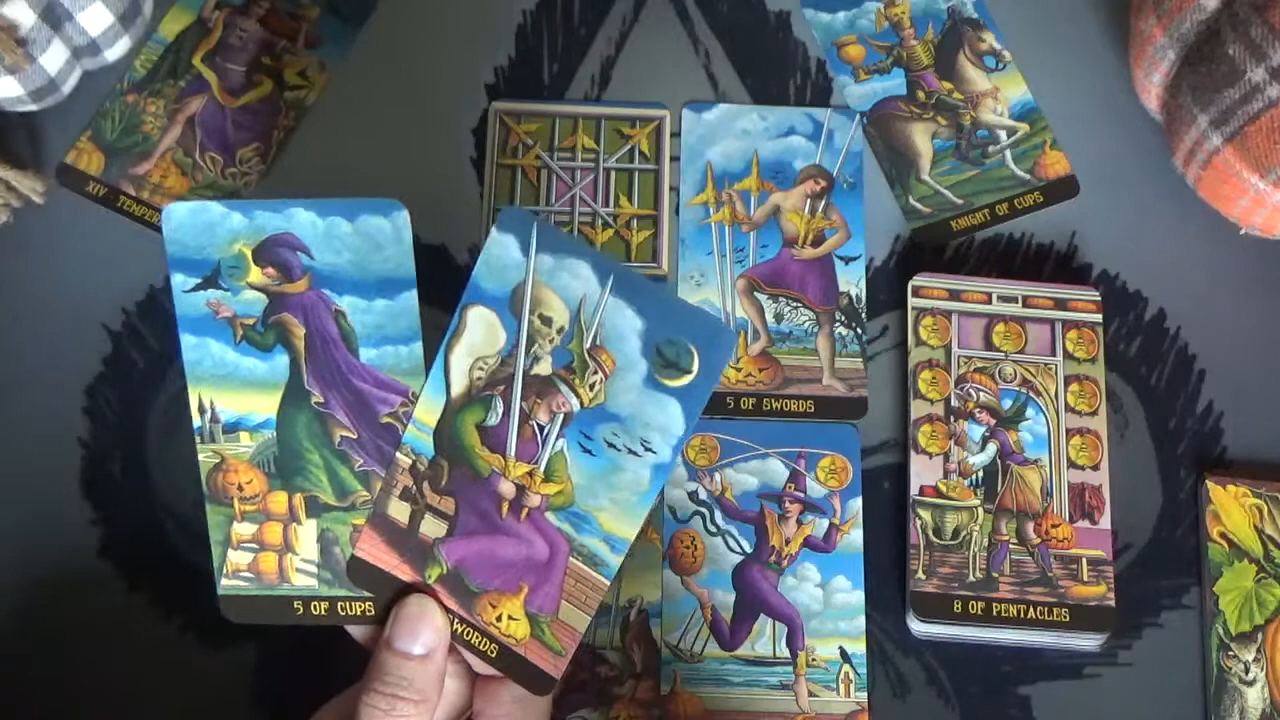 XIV • TEMPER
KNIGHT OF CUPS
5 OF SWORDS
5 OF CUPS
SWORDS
8 OF PENTACLES